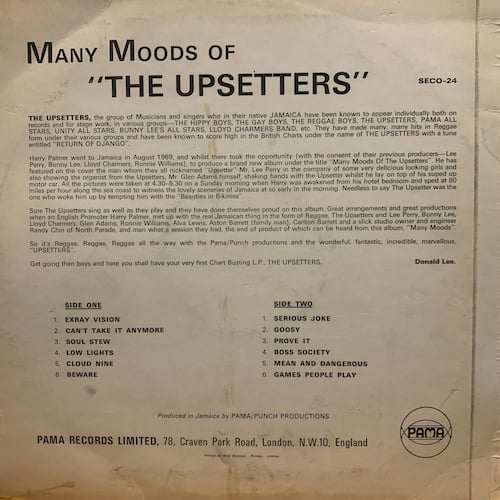 MANY MOODS OF
"THE UPSETTERS"
SECO-24
THE UPSETTERS, the group of Musicians and singers who in their native JAMAICA have been known to appear individually both on
records and for stage work, in various groups—THE HIPPY BOYS, THE GAY BOYS, THE REGGAE BOYS, THE UPSETTERS, PAMA ALL
STARS, UNITY ALL STARS, BUNNY LEE'S ALL STARS, LLOYD CHARMERS BAND, etc. They have made many, many hits in Reggae
form under their various groups and have been known to score high in the British Charts under the name of THE UPSETTERS with a tune
entitled "RETURN OF DJANGO".
Harry Palmer went to Jamaica in August 1969, and whilst there took the opportunity (with the consent of their previous producers—Lee
Perry, Bunny Lee, Lloyd Charmers, Ronnie Williams), to produce a brand new album under the title "Many Moods Of The Upsetters". He has
featured on the cover the man whom they all nicknamed "Upsetter" Mr. Lee Perry in the company of some very delicious looking girls and
also showing the organist from the Upsetters, Mr. Glen Adams himself, shaking hands with the Upsetter whilst he lay on top of his suped up
motor car. All the pictures were taken at 4.30-5.30 on a Sunday morning when Harry was awakened from his hotel bedroom and sped at 80
miles per hour along the sea coast to witness the lovely sceneries of Jamaica at so early in the morning. Needless to say The Upsetter was the
one who woke him up by tempting him with the "Beauties in Bikinies".
Sure The Upsetters sing as well as they play and they have done themselves proud on this album. Great arrangements and great productions
when an English Producer Harry Palmer, met up with the real Jamaican thing in the form of Reggae, The Upsetters and Lee Perry, Bunny Lee,
Lloyd Charmers, Glen Adams, Ronnie Williams, Alva Lewis, Aston Barrett (family man), Carlton Barrett and a slick studio owner and engineer
Randy Chin of North Parade, and man what a session they had, the end of product of which can be heard from this album, "Many Moods".
So it's Reggae, Reggae, Reggae all the way with the Pama/Punch productions and the wonderful, fantastic, incredible, marvellous,
"UPSETTERS".
Get going then boys and here you shall have your very first Chart Busting L.P., THE UPSETTERS.
Donald Lee.
SIDE ONE
1. EXRAY VISION
2. CAN'T TAKE IT ANYMORE
3. SOUL STEW
4. LOW LIGHTS
5. CLOUD NINE
6. BEWARE
SIDE TWO
1. SERIOUS JOKE
2. GOOSY
3. PROVE IT
4. BOSS SOCIETY
5. MEAN AND DANGEROUS
6. GAMES PEOPLE PLAY
Produced in Jamaica by PAMA/PUNCH PRODUCTIONS
PAMA RECORDS LIMITED, 78, Craven Park Road, London, N.W.10, England
PAMA